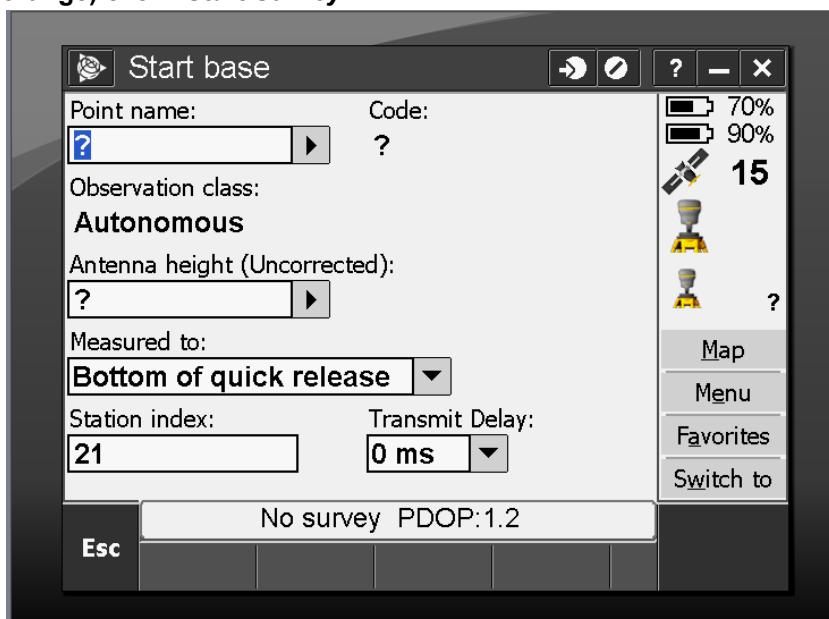 Start base
? – ×
Point name: Code:
? ?
70%
90%
15
Observation class:
Autonomous
Antenna height (Uncorrected):
?
?
Measured to:
Bottom of quick release
Station index: Transmit Delay:
21 0 ms
Map
Menu
Favorites
Switch to
No survey PDOP:1.2
Esc